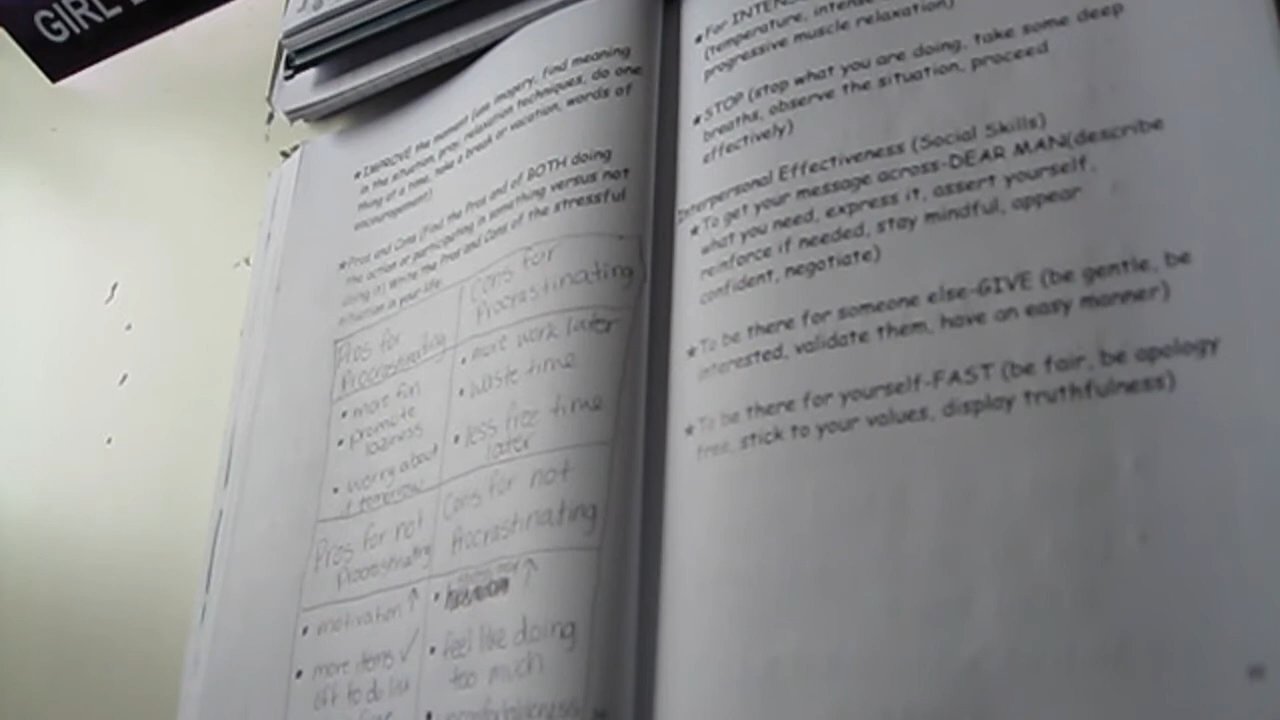 GIRL
★IMPROVE the moment (use imagery, find meaning
in the situation, pray, relaxation techniques, do one
thing at a time, take a break or vacation, words of
encouragement)
★Pros and Cons (Find the Pros and of BOTH doing
the action or participating in something versus not
doing it) Write the Pros and Cons of the stressful
situation in your life.
Pros for
Procrastinating
Cons for
Procrastinating
• more fun
• promote
laziness
• worry about
it tomorrow
• more work later
• waste time
• less free time
later
Pros for not
Procrastinating
Cons for not
Procrastinating
• motivation ↑
• more items ✓
off to do list
↑
• feel like doing
too much
★For
(temperature, intense
progressive muscle relaxation)
★STOP (stop what you are doing, take some deep
breaths, observe the situation, proceed
effectively)
Interpersonal Effectiveness (Social Skills)
★To get your message across-DEAR MAN(describe
what you need, express it, assert yourself,
reinforce if needed, stay mindful, appear
confident, negotiate)
★To be there for someone else-GIVE (be gentle, be
interested, validate them, have an easy manner)
★To be there for yourself-FAST (be fair, be apology
free, stick to your values, display truthfulness)